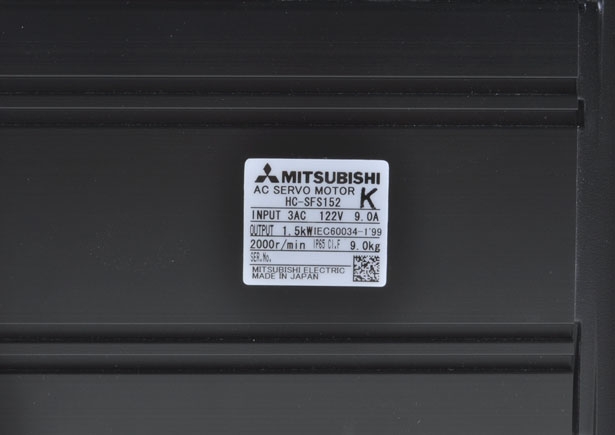 MITSUBISHI
AC SERVO MOTOR
HC-SFS152 K
INPUT 3AC 122V 9.0A
OUTPUT 1.5kW IEC60034-1'99
2000r/min IP65 Cl.F 9.0kg
SER.No.
MITSUBISHI ELECTRIC
MADE IN JAPAN